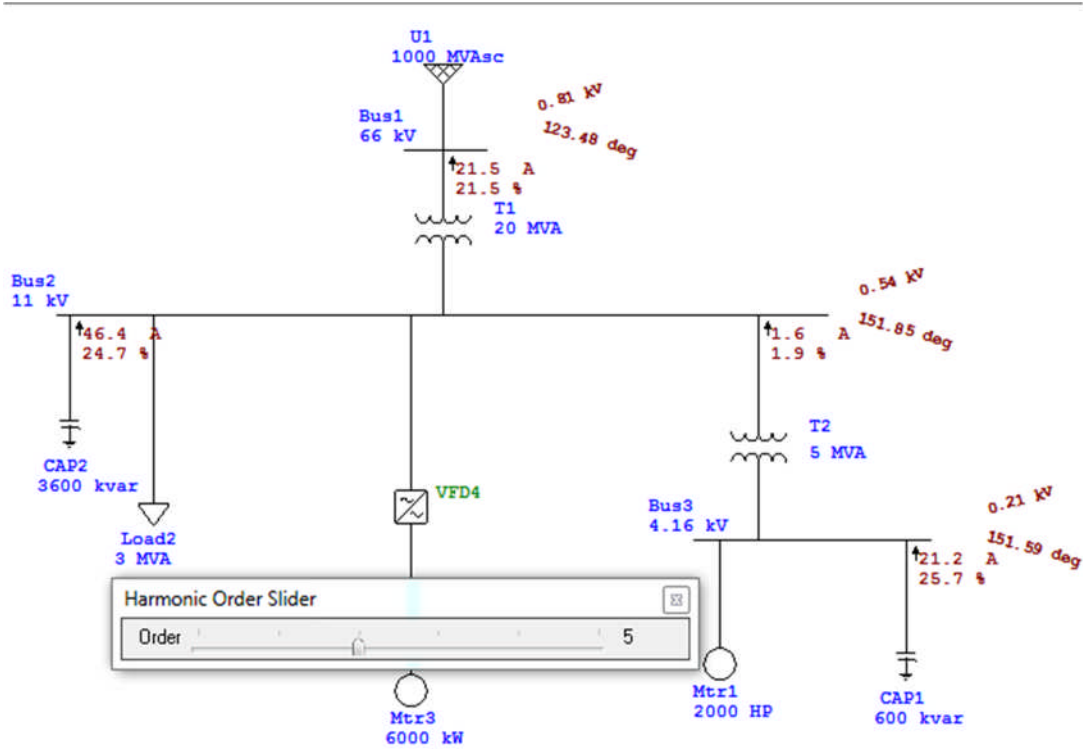 U1
1000 MVAsc
0.81 kV
Bus1
66 kV
123.48 deg
21.5 A
21.5 %
T1
20 MVA
Bus2
11 kV
0.54 kV
151.85 deg
46.4 A
24.7 %
1.6 A
1.9 %
T2
5 MVA
CAP2
3600 kvar
VFD4
Load2
3 MVA
Bus3
4.16 kV
0.21 kV
151.59 deg
21.2 A
25.7 %
Harmonic Order Slider
Order 5
Mtr3
6000 kW
Mtr1
2000 HP
CAP1
600 kvar